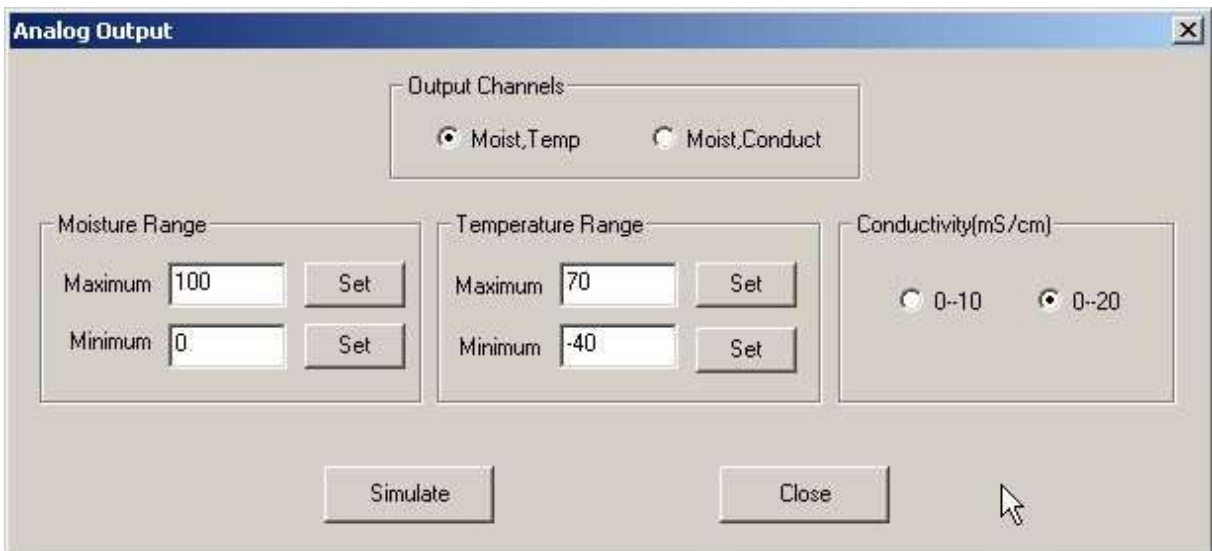 Analog Output
Output Channels
Moist,Temp Moist,Conduct
Moisture Range
Maximum 100 Set
Minimum 0 Set
Temperature Range
Maximum 70 Set
Minimum -40 Set
Conductivity(mS/cm)
0--10 0--20
Simulate Close